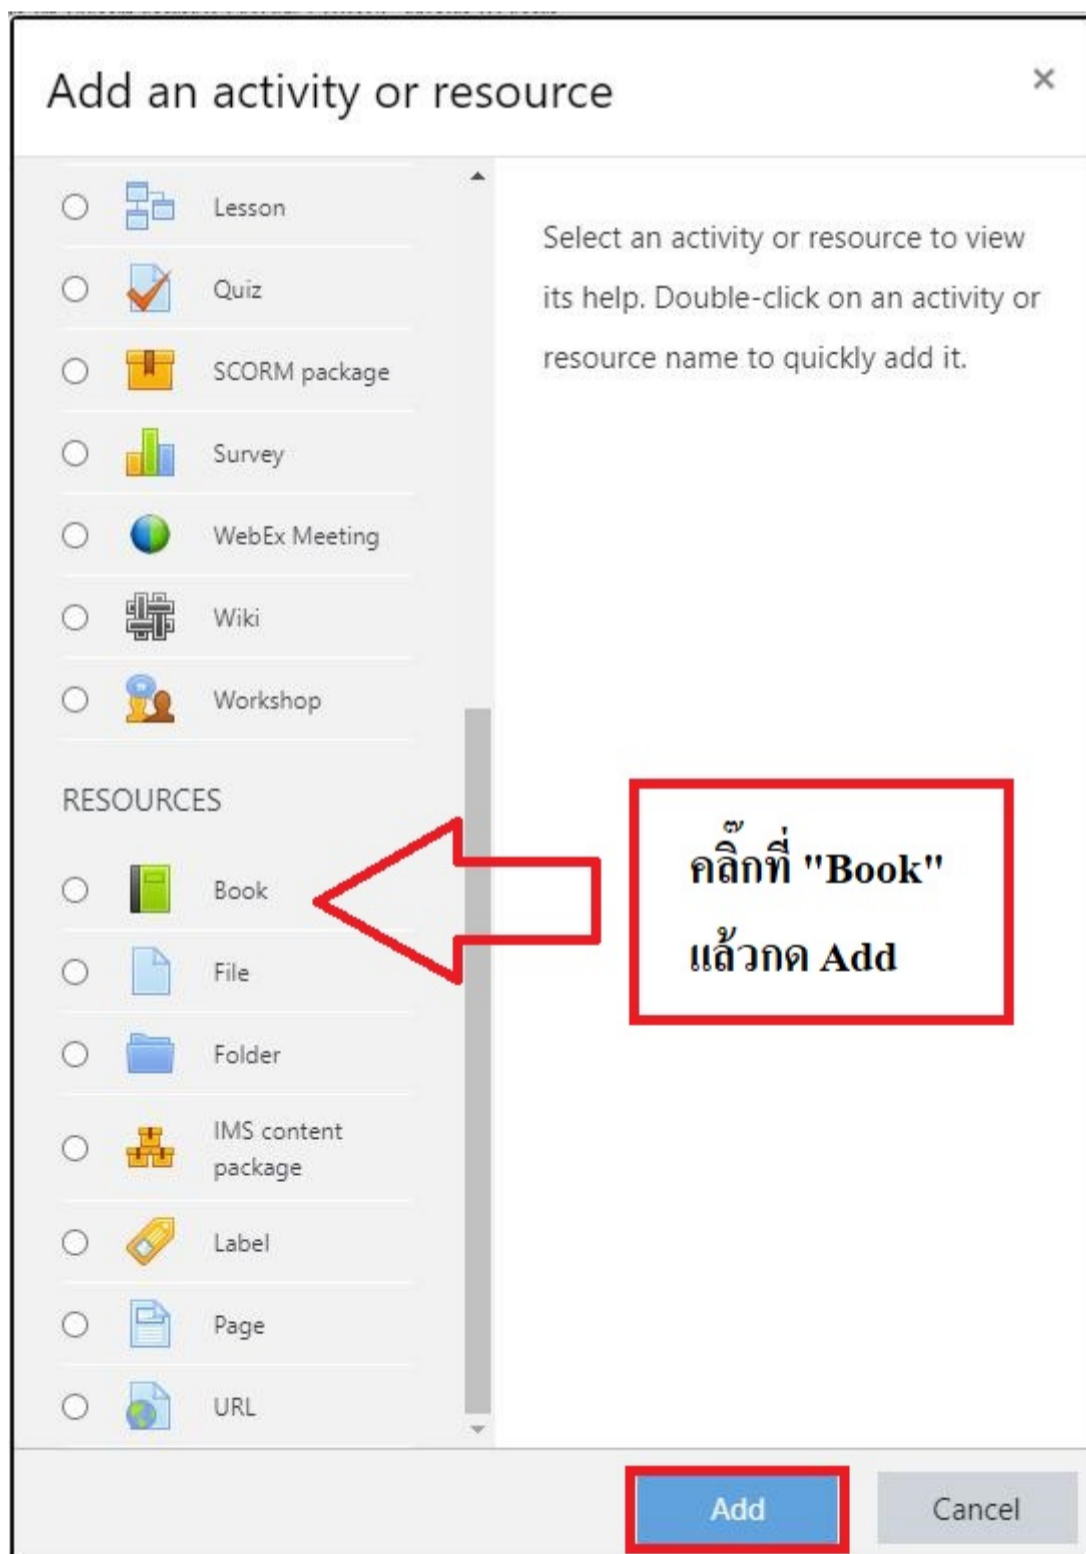 Add an activity or resource
×
Lesson
Quiz
SCORM package
Survey
WebEx Meeting
Wiki
Workshop
RESOURCES
Book
File
Folder
IMS content
package
Label
Page
URL
Select an activity or resource to view
its help. Double-click on an activity or
resource name to quickly add it.
คลิ๊กที่ "Book"
แล้วกด Add
Add
Cancel